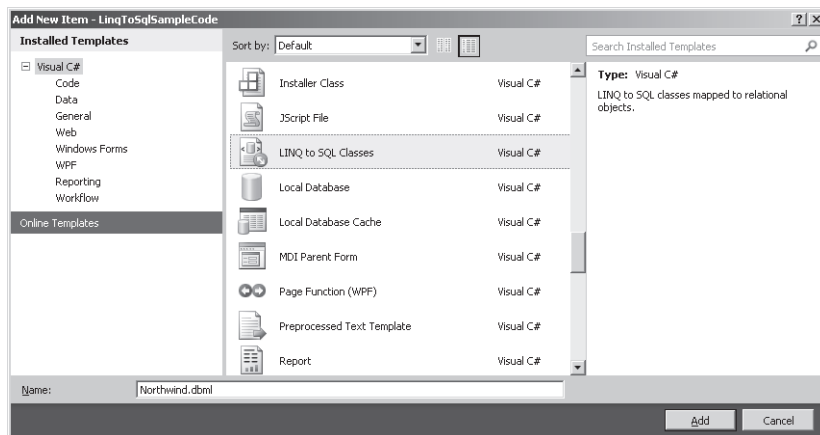 Add New Item - LinqToSqlSampleCode
Installed Templates
Visual C#
Code
Data
General
Web
Windows Forms
WPF
Reporting
Workflow
Online Templates
Sort by: Default
Installer Class Visual C#
JScript File Visual C#
LINQ to SQL Classes Visual C#
Local Database Visual C#
Local Database Cache Visual C#
MDI Parent Form Visual C#
Page Function (WPF) Visual C#
Preprocessed Text Template Visual C#
Report Visual C#
Search Installed Templates
Type: Visual C#
LINQ to SQL classes mapped to relational
objects.
Name: Northwind.dbml
Add Cancel